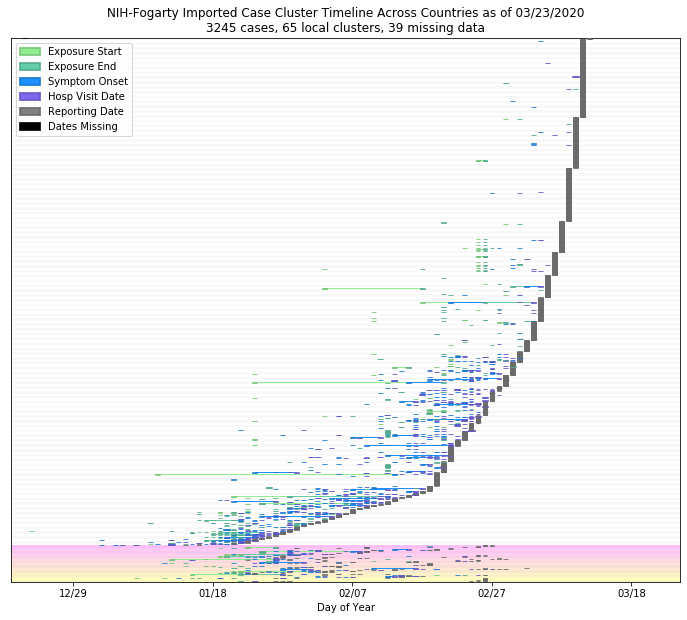 NIH-Fogarty Imported Case Cluster Timeline Across Countries as of 03/23/2020
3245 cases, 65 local clusters, 39 missing data
Exposure Start
Exposure End
Symptom Onset
Hosp Visit Date
Reporting Date
Dates Missing
12/29 01/18 02/07 02/27 03/18
Day of Year